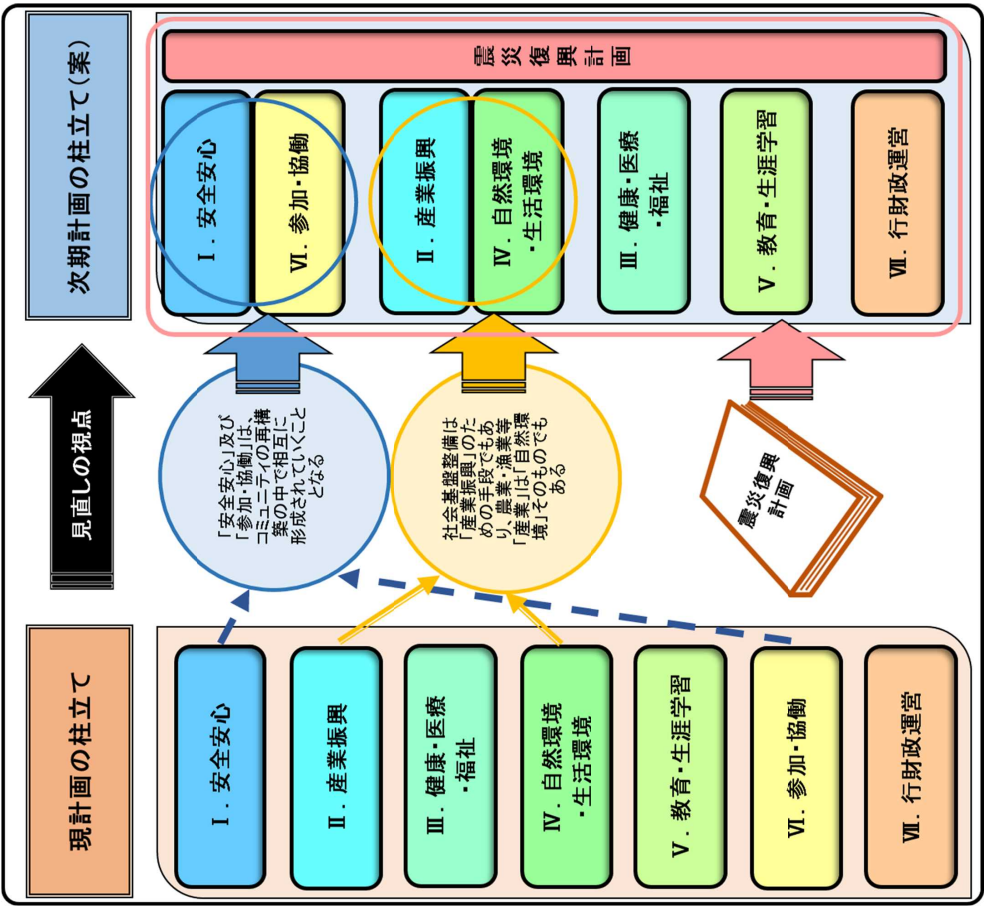 現計画の柱立て
Ⅰ．安全安心
Ⅱ．産業振興
Ⅲ．健康・医療
・福祉
Ⅳ．自然環境
・生活環境
Ⅴ．教育・生涯学習
Ⅵ．参加・協働
Ⅶ．行財政運営
見直しの視点
「安全安心」及び
「参加・協働」は、
コミュニティの再構
築の中で相互に
形成されていくこと
となる
社会基盤整備は
「産業振興」のた
めの手段でもあ
り、農業・漁業等
「産業」は「自然環
境」そのものでも
ある
震災復興
計画
次期計画の柱立て（案）
震災復興計画
Ⅰ．安全安心
Ⅵ．参加・協働
Ⅱ．産業振興
Ⅳ．自然環境
・生活環境
Ⅲ．健康・医療
・福祉
Ⅴ．教育・生涯学習
Ⅶ．行財政運営